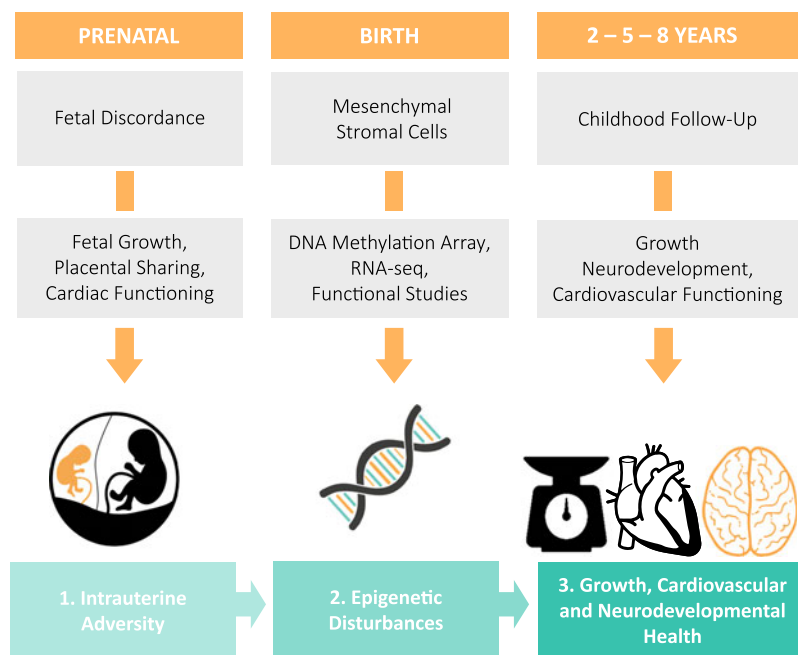 PRENATAL
Fetal Discordance
Fetal Growth,
Placental Sharing,
Cardiac Functioning
1. Intrauterine
Adversity
BIRTH
Mesenchymal
Stromal Cells
DNA Methylation Array,
RNA-seq,
Functional Studies
2. Epigenetic
Disturbances
2 – 5 – 8 YEARS
Childhood Follow-Up
Growth
Neurodevelopment,
Cardiovascular Functioning
3. Growth, Cardiovascular
and Neurodevelopmental
Health